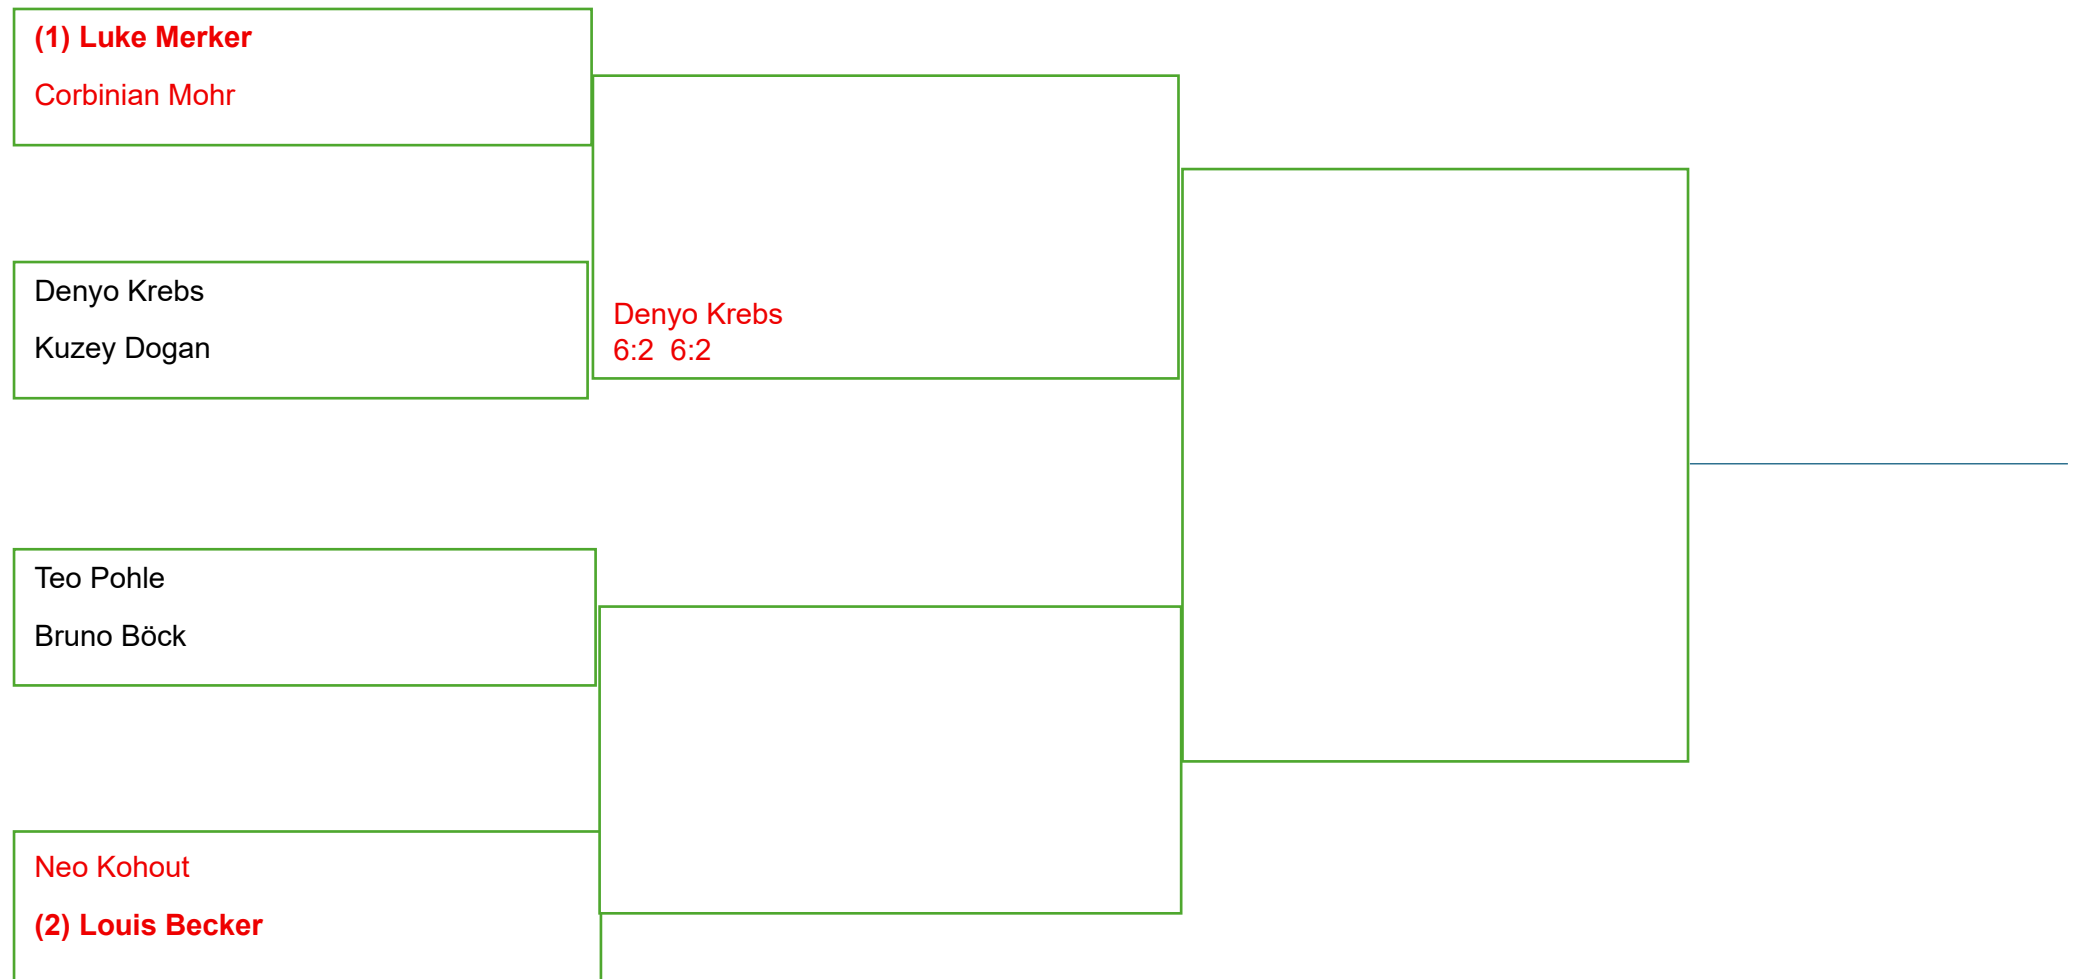 (1) Luke Merker
Corbinian Mohr
Denyo Krebs
Kuzey Dogan
Denyo Krebs
6:2  6:2
Teo Pohle
Bruno Böck
Neo Kohout
(2) Louis Becker